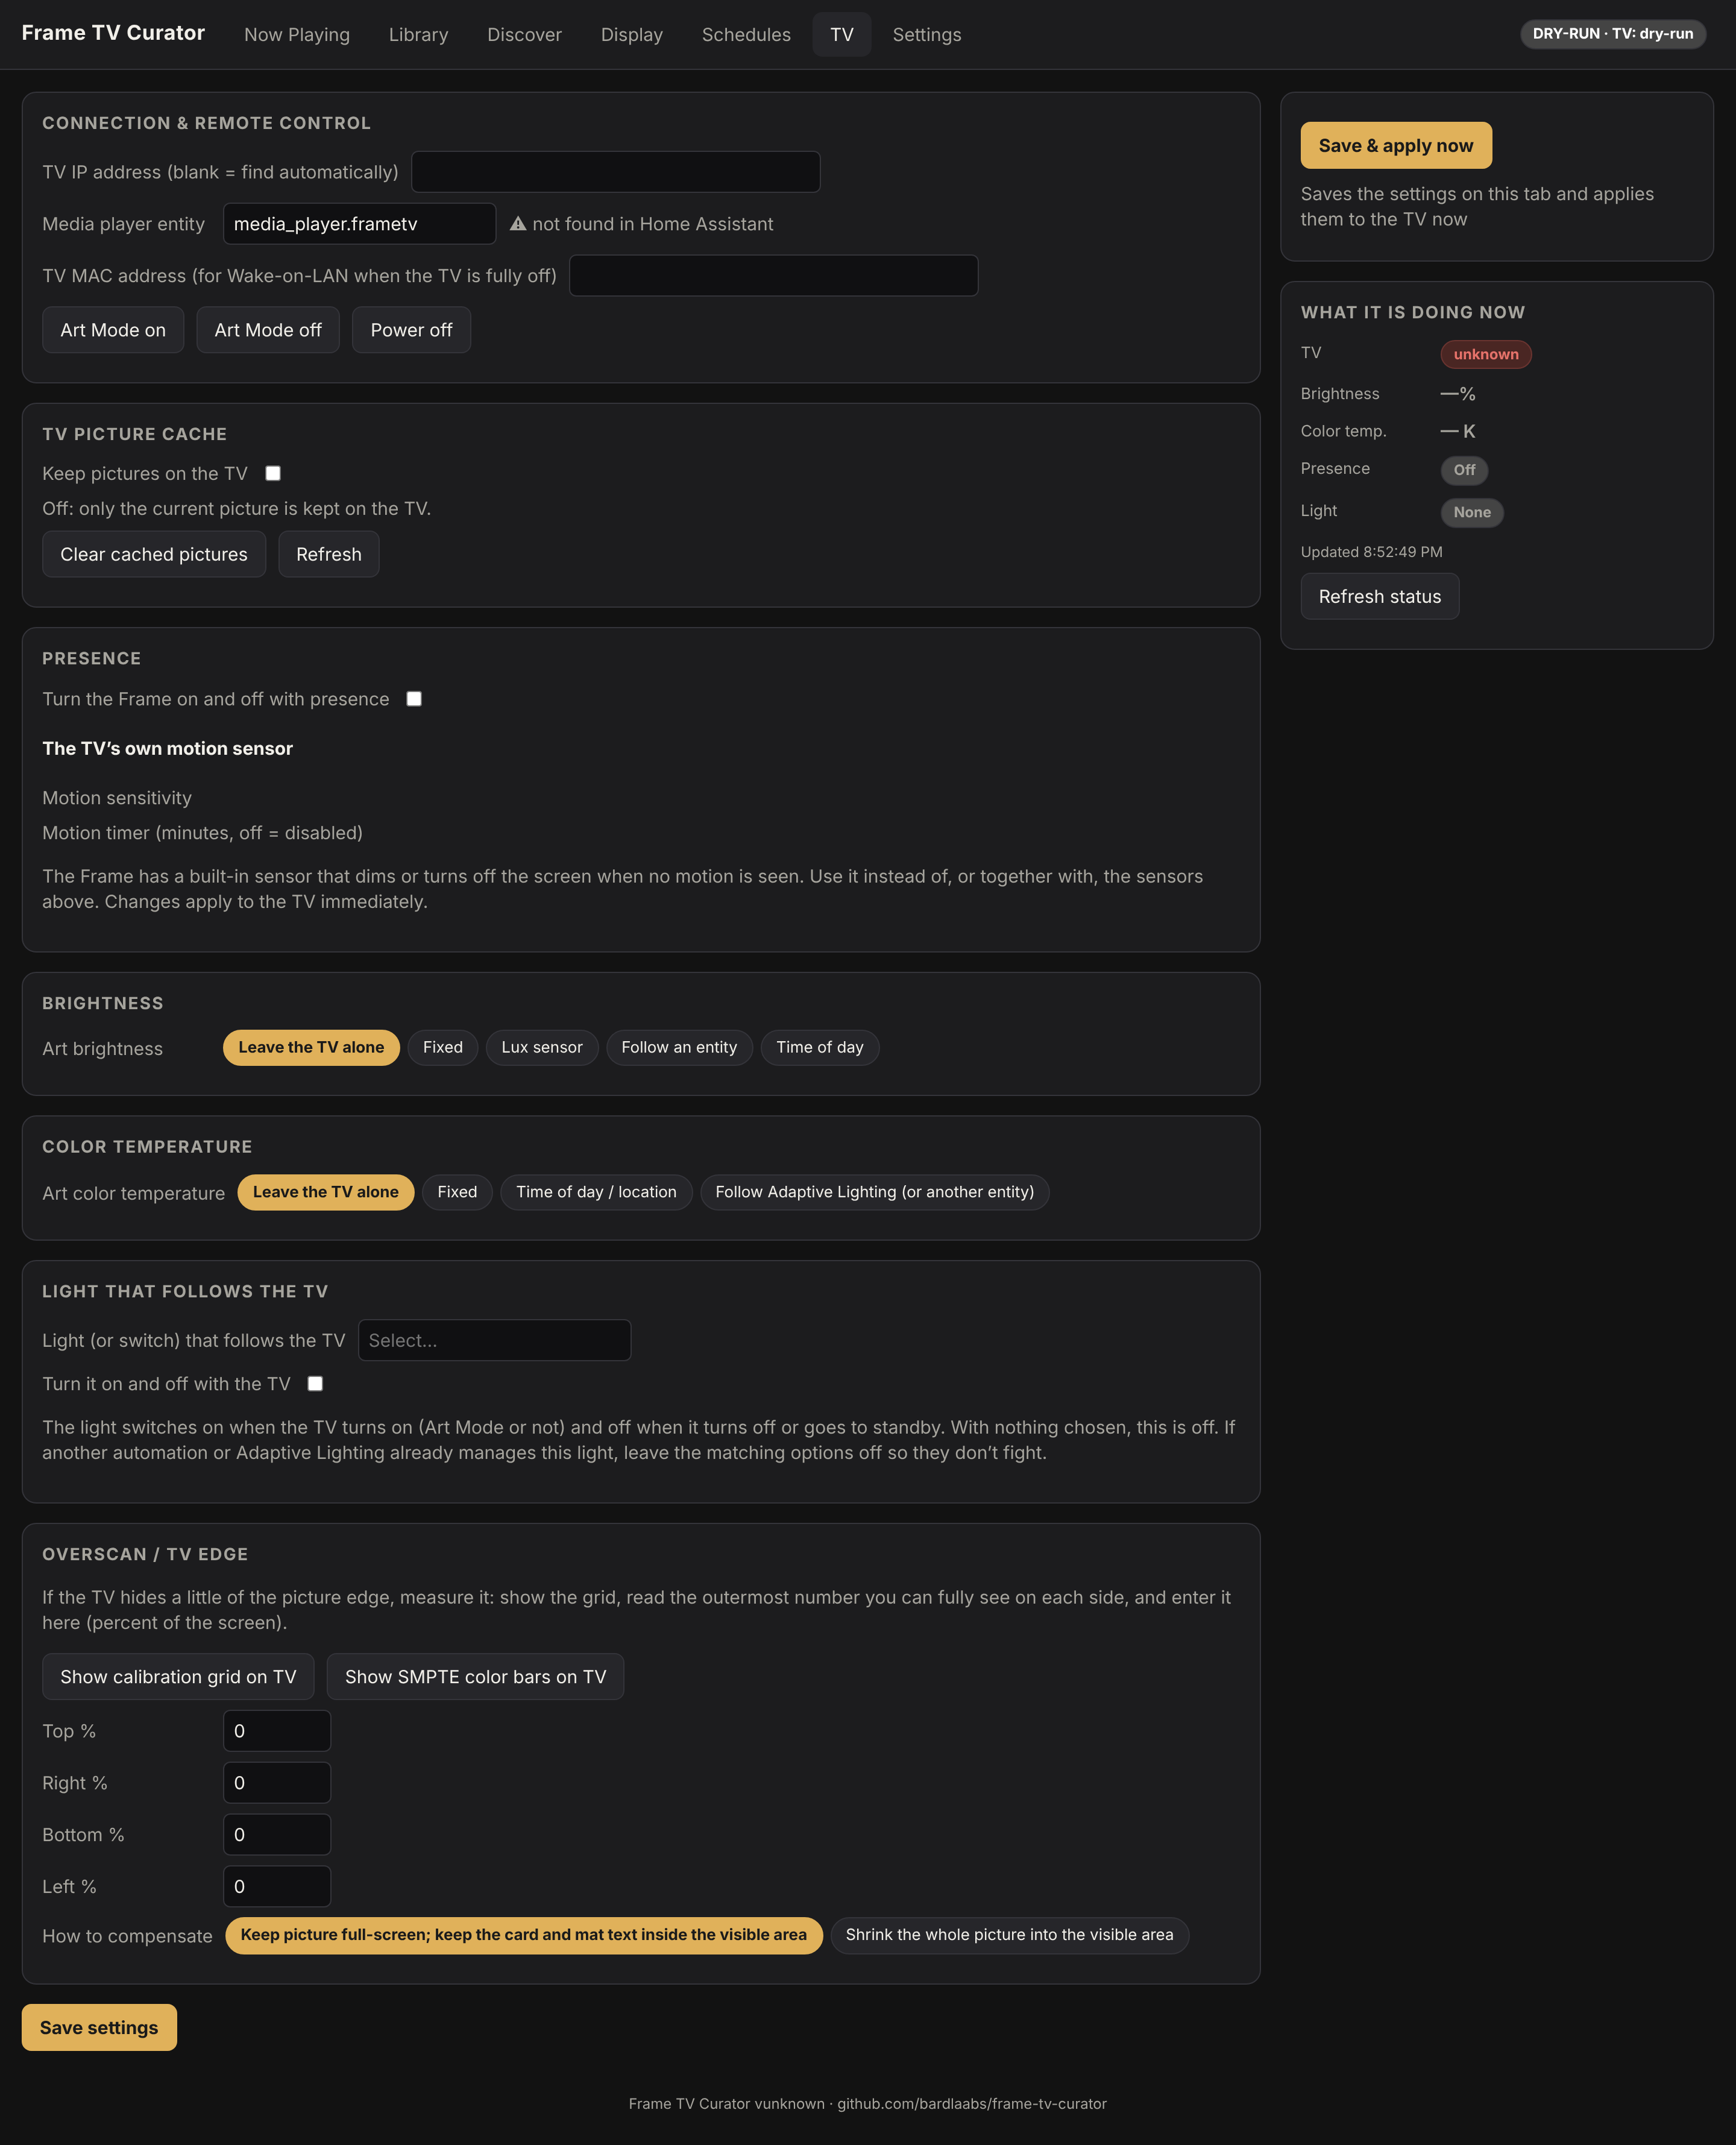 Frame TV Curator
Now Playing
Library
Discover
Display
Schedules
TV
Settings
DRY-RUN · TV: dry-run
CONNECTION & REMOTE CONTROL
TV IP address (blank = find automatically)
Media player entity
media_player.frametv
⚠ not found in Home Assistant
TV MAC address (for Wake-on-LAN when the TV is fully off)
Art Mode on
Art Mode off
Power off
TV PICTURE CACHE
Keep pictures on the TV
Off: only the current picture is kept on the TV.
Clear cached pictures
Refresh
PRESENCE
Turn the Frame on and off with presence
The TV’s own motion sensor
Motion sensitivity
Motion timer (minutes, off = disabled)
The Frame has a built-in sensor that dims or turns off the screen when no motion is seen. Use it instead of, or together with, the sensors
above. Changes apply to the TV immediately.
BRIGHTNESS
Art brightness
Leave the TV alone
Fixed
Lux sensor
Follow an entity
Time of day
COLOR TEMPERATURE
Art color temperature
Leave the TV alone
Fixed
Time of day / location
Follow Adaptive Lighting (or another entity)
LIGHT THAT FOLLOWS THE TV
Light (or switch) that follows the TV
Select...
Turn it on and off with the TV
The light switches on when the TV turns on (Art Mode or not) and off when it turns off or goes to standby. With nothing chosen, this is off. If
another automation or Adaptive Lighting already manages this light, leave the matching options off so they don’t fight.
OVERSCAN / TV EDGE
If the TV hides a little of the picture edge, measure it: show the grid, read the outermost number you can fully see on each side, and enter it
here (percent of the screen).
Show calibration grid on TV
Show SMPTE color bars on TV
Top %
0
Right %
0
Bottom %
0
Left %
0
How to compensate
Keep picture full-screen; keep the card and mat text inside the visible area
Shrink the whole picture into the visible area
Save settings
Save & apply now
Saves the settings on this tab and applies
them to the TV now
WHAT IT IS DOING NOW
TV
unknown
Brightness
—%
Color temp.
— K
Presence
Off
Light
None
Updated 8:52:49 PM
Refresh status
Frame TV Curator vunknown · github.com/bardlaabs/frame-tv-curator